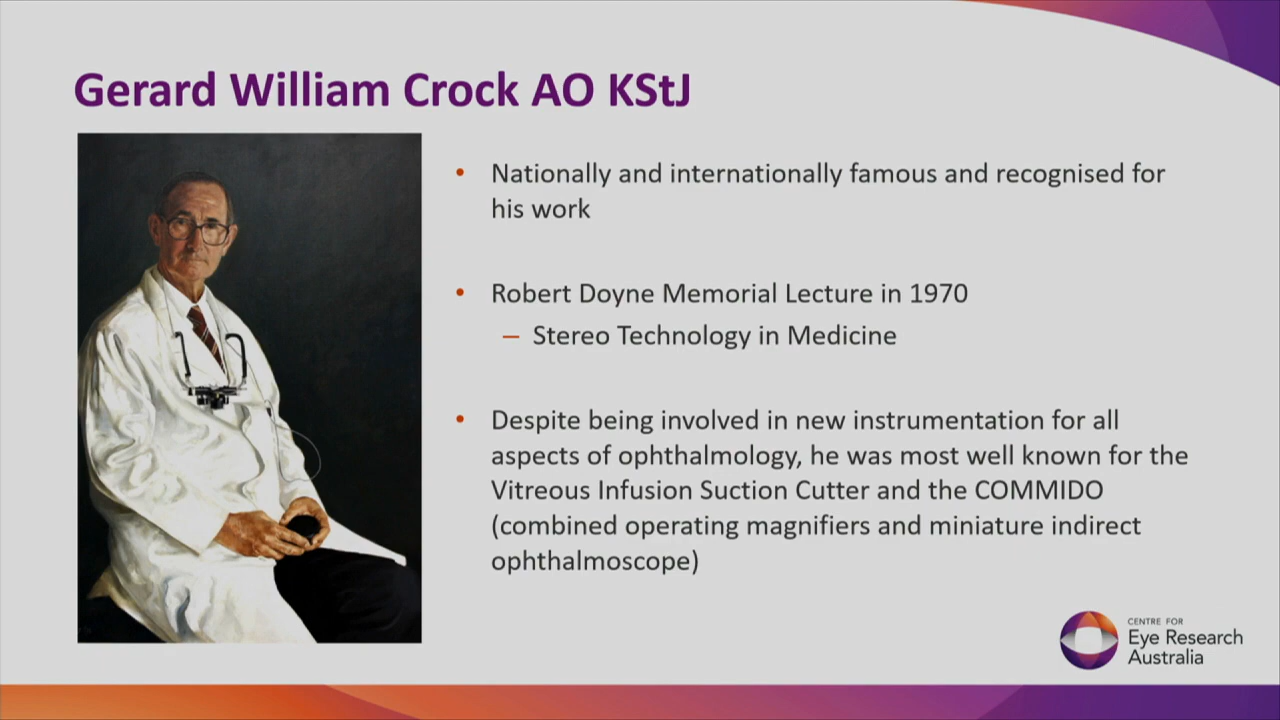 Gerard William Crock AO KStJ
• Nationally and internationally famous and recognised for
his work
• Robert Doyne Memorial Lecture in 1970
– Stereo Technology in Medicine
• Despite being involved in new instrumentation for all
aspects of ophthalmology, he was most well known for the
Vitreous Infusion Suction Cutter and the COMMIDO
(combined operating magnifiers and miniature indirect
ophthalmoscope)
CENTRE FOR
Eye Research
Australia